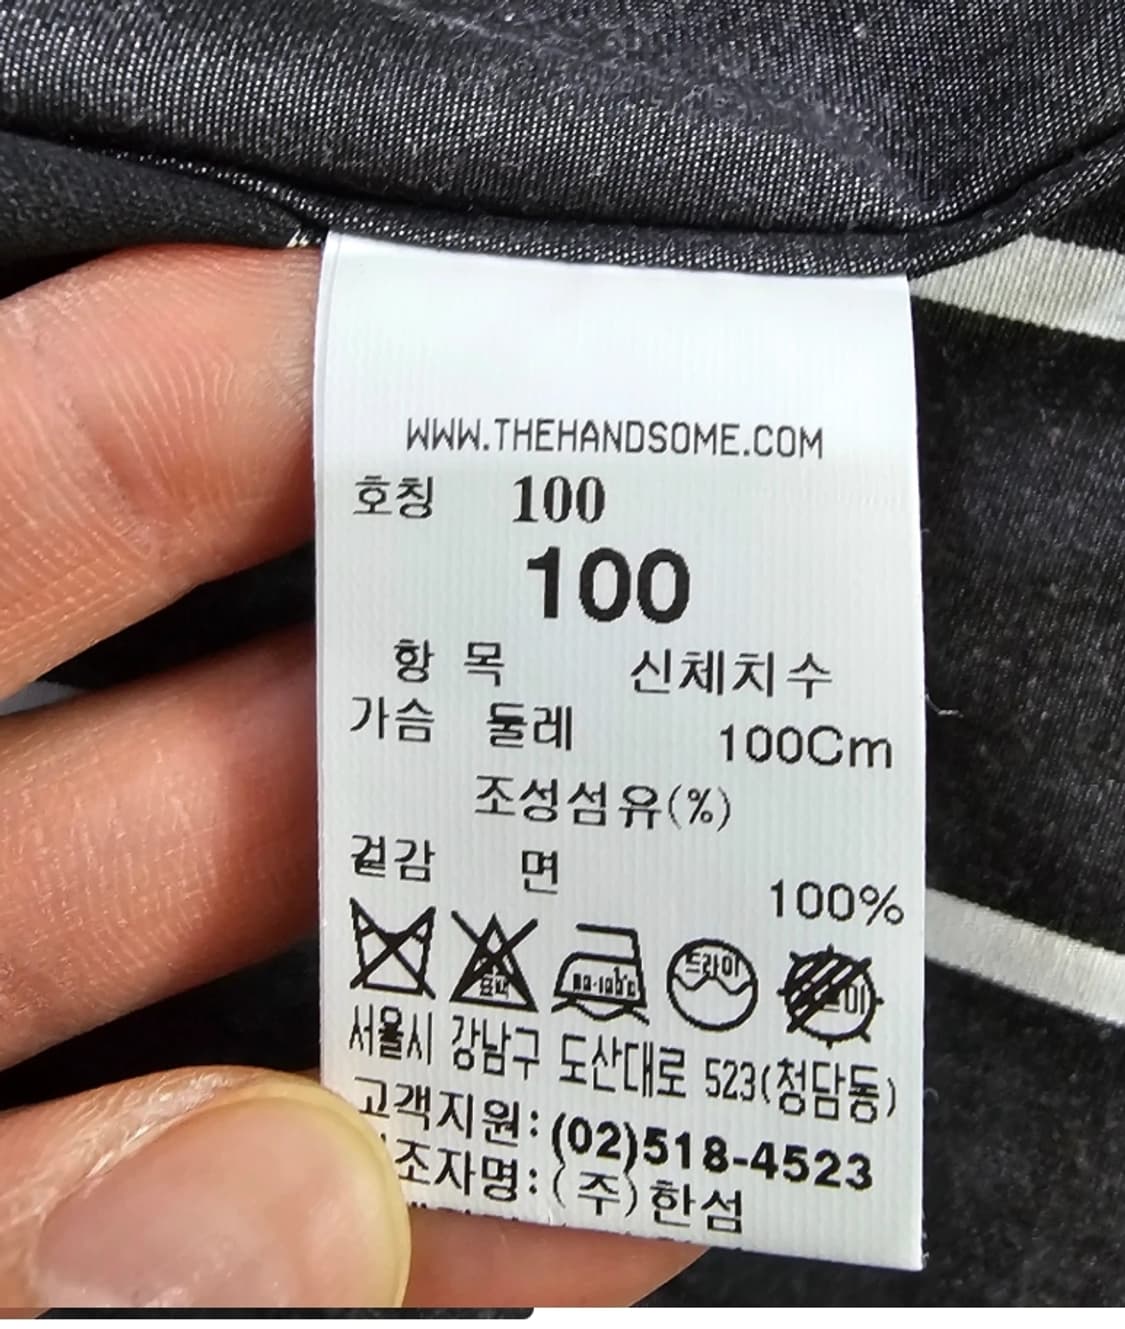 WWW.THEHANDSOME.COM
호칭 100
100
항 목 신체치수
가슴 둘레 100Cm
조성섬유(%)
겉감 면 100%
표백 드라이
서울시 강남구 도산대로 523(청담동)
고객지원:(02)518-4523
조자명:(주)한섬